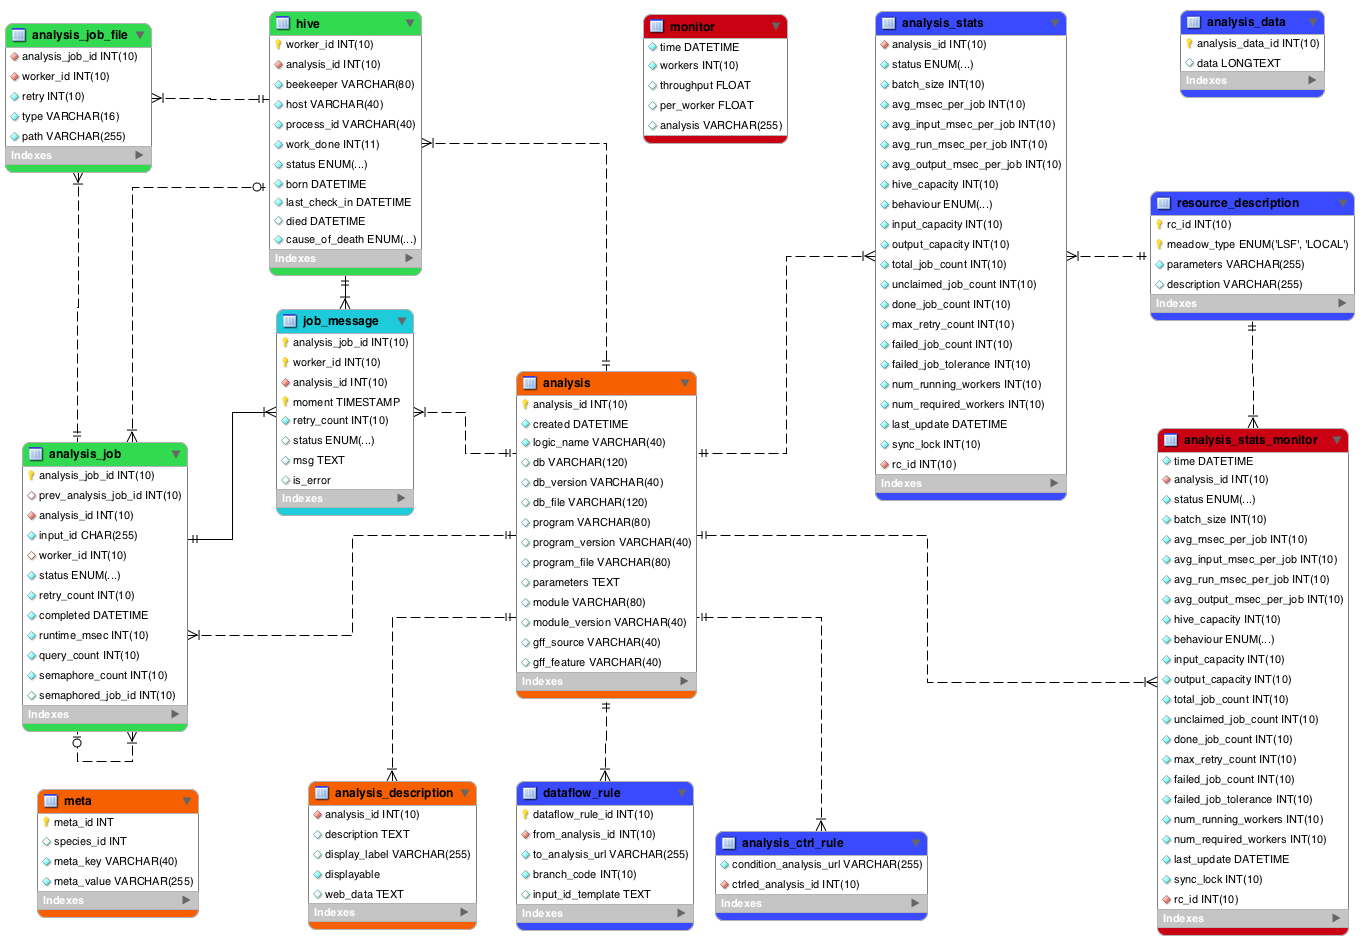 analysis_job_file
analysis_job_id INT(10)
worker_id INT(10)
retry INT(10)
type VARCHAR(16)
path VARCHAR(255)
Indexes
hive
worker_id INT(10)
analysis_id INT(10)
beekeeper VARCHAR(80)
host VARCHAR(40)
process_id VARCHAR(40)
work_done INT(11)
status ENUM(...)
born DATETIME
last_check_in DATETIME
died DATETIME
cause_of_death ENUM(...)
Indexes
monitor
time DATETIME
workers INT(10)
throughput FLOAT
per_worker FLOAT
analysis VARCHAR(255)
Indexes
analysis_stats
analysis_id INT(10)
status ENUM(...)
batch_size INT(10)
avg_msec_per_job INT(10)
avg_input_msec_per_job INT(10)
avg_run_msec_per_job INT(10)
avg_output_msec_per_job INT(10)
hive_capacity INT(10)
behaviour ENUM(...)
input_capacity INT(10)
output_capacity INT(10)
total_job_count INT(10)
unclaimed_job_count INT(10)
done_job_count INT(10)
max_retry_count INT(10)
failed_job_count INT(10)
failed_job_tolerance INT(10)
num_running_workers INT(10)
num_required_workers INT(10)
last_update DATETIME
sync_lock INT(10)
rc_id INT(10)
Indexes
analysis_data
analysis_data_id INT(10)
data LONGTEXT
Indexes
resource_description
rc_id INT(10)
meadow_type ENUM('LSF', 'LOCAL')
parameters VARCHAR(255)
description VARCHAR(255)
Indexes
job_message
analysis_job_id INT(10)
worker_id INT(10)
analysis_id INT(10)
moment TIMESTAMP
retry_count INT(10)
status ENUM(...)
msg TEXT
is_error
Indexes
analysis
analysis_id INT(10)
created DATETIME
logic_name VARCHAR(40)
db VARCHAR(120)
db_version VARCHAR(40)
db_file VARCHAR(120)
program VARCHAR(80)
program_version VARCHAR(40)
program_file VARCHAR(80)
parameters TEXT
module VARCHAR(80)
module_version VARCHAR(40)
gff_source VARCHAR(40)
gff_feature VARCHAR(40)
Indexes
analysis_job
analysis_job_id INT(10)
prev_analysis_job_id INT(10)
analysis_id INT(10)
input_id CHAR(255)
worker_id INT(10)
status ENUM(...)
retry_count INT(10)
completed DATETIME
runtime_msec INT(10)
query_count INT(10)
semaphore_count INT(10)
semaphored_job_id INT(10)
Indexes
analysis_stats_monitor
time DATETIME
analysis_id INT(10)
status ENUM(...)
batch_size INT(10)
avg_msec_per_job INT(10)
avg_input_msec_per_job INT(10)
avg_run_msec_per_job INT(10)
avg_output_msec_per_job INT(10)
hive_capacity INT(10)
behaviour ENUM(...)
input_capacity INT(10)
output_capacity INT(10)
total_job_count INT(10)
unclaimed_job_count INT(10)
done_job_count INT(10)
max_retry_count INT(10)
failed_job_count INT(10)
failed_job_tolerance INT(10)
num_running_workers INT(10)
num_required_workers INT(10)
last_update DATETIME
sync_lock INT(10)
rc_id INT(10)
Indexes
meta
meta_id INT
species_id INT
meta_key VARCHAR(40)
meta_value VARCHAR(255)
Indexes
analysis_description
analysis_id INT(10)
description TEXT
display_label VARCHAR(255)
displayable
web_data TEXT
Indexes
dataflow_rule
dataflow_rule_id INT(10)
from_analysis_id INT(10)
to_analysis_url VARCHAR(255)
branch_code INT(10)
input_id_template TEXT
Indexes
analysis_ctrl_rule
condition_analysis_url VARCHAR(255)
ctrled_analysis_id INT(10)
Indexes